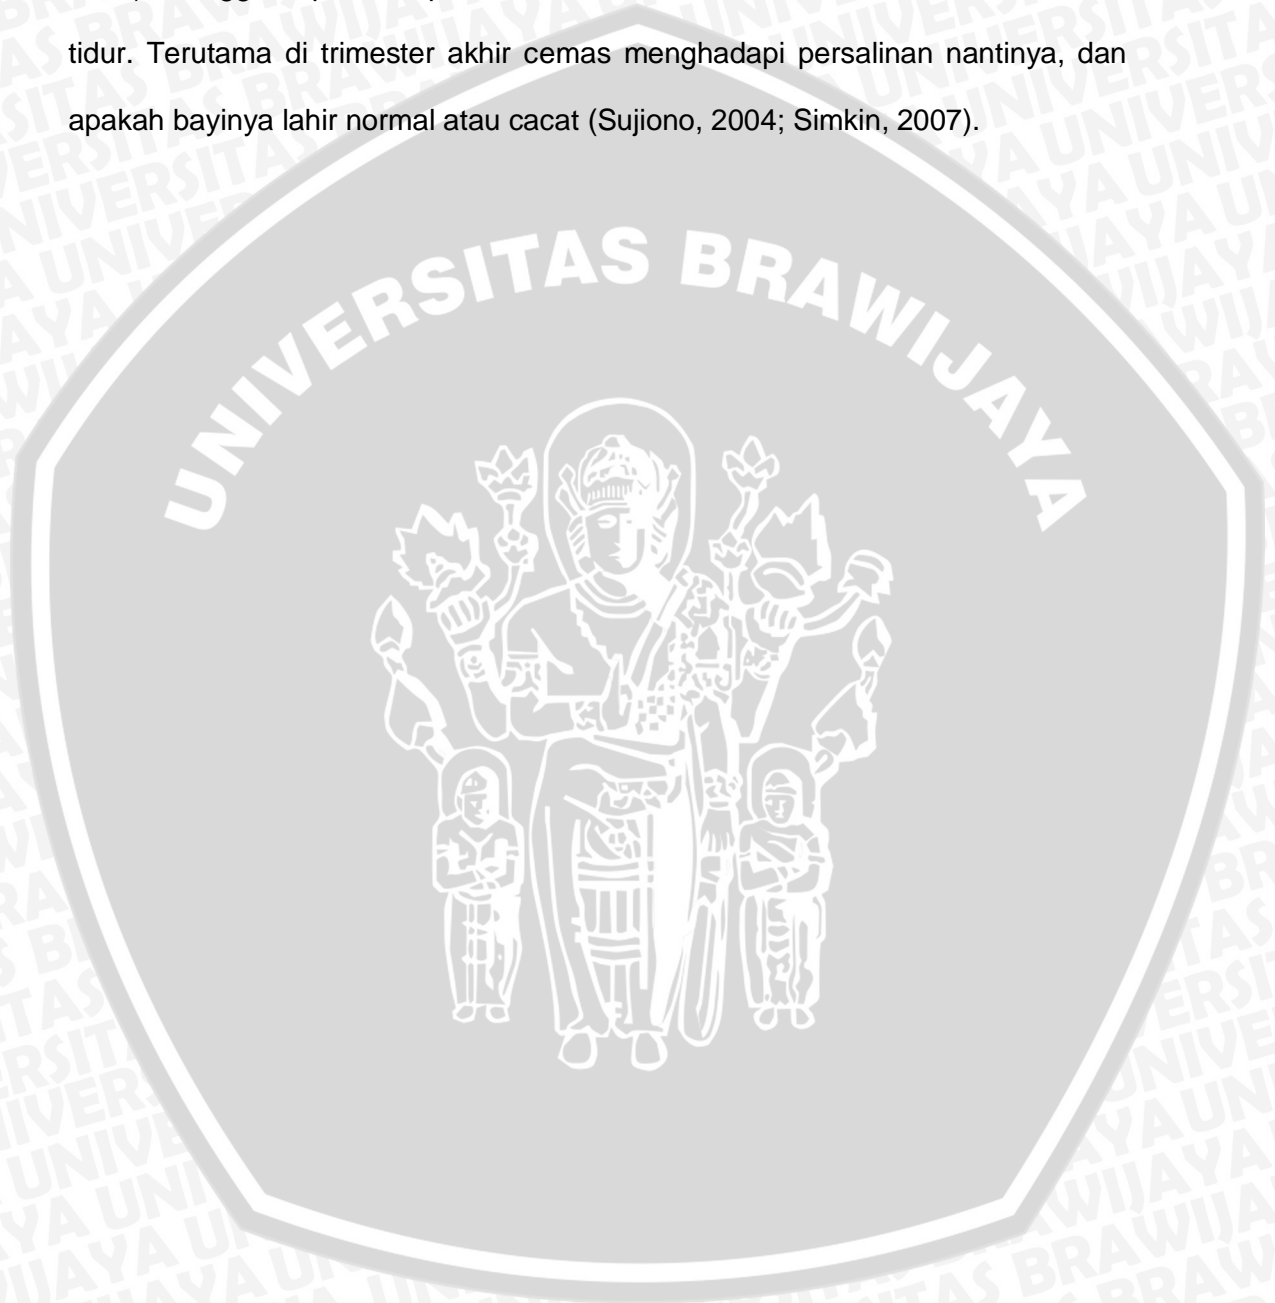 tidur. Terutama di trimester akhir cemas menghadapi persalinan nantinya, dan
apakah bayinya lahir normal atau cacat (Sujiono, 2004; Simkin, 2007).
UNIVERSITAS BRAWIJAYA